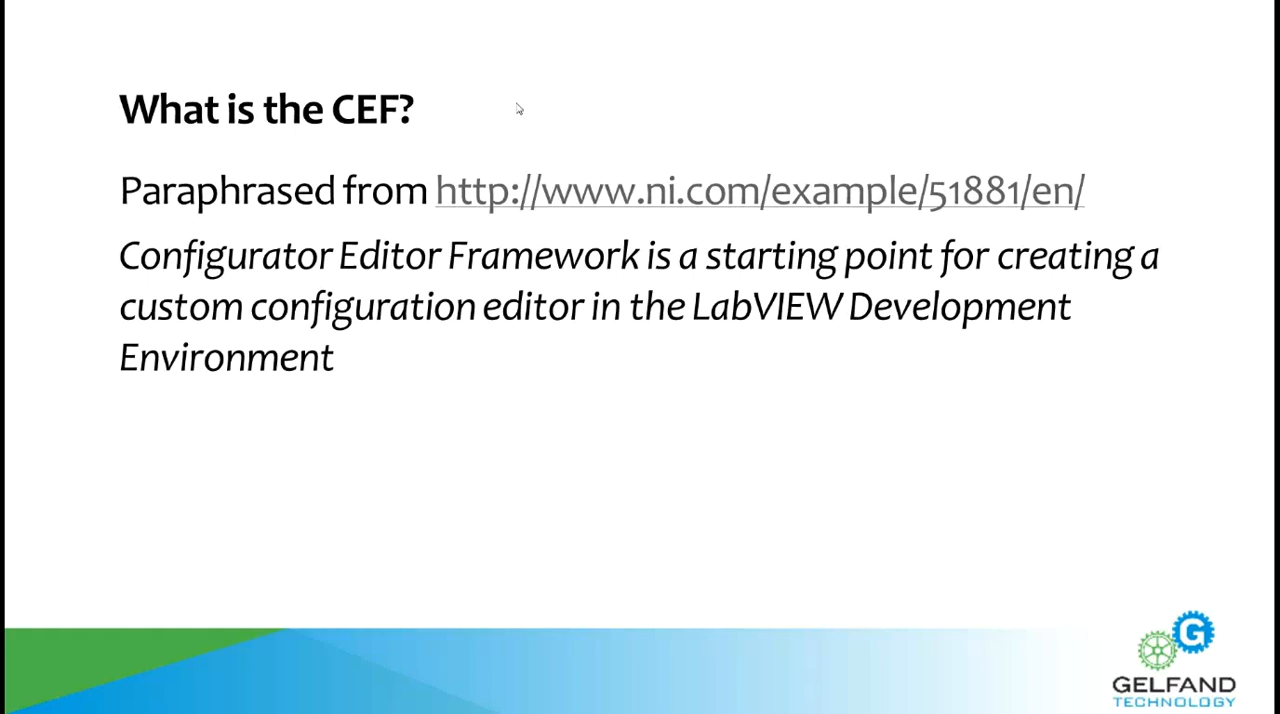 What is the CEF?
Paraphrased from http://www.ni.com/example/51881/en/
Configurator Editor Framework is a starting point for creating a
custom configuration editor in the LabVIEW Development
Environment
G
GELFAND
TECHNOLOGY